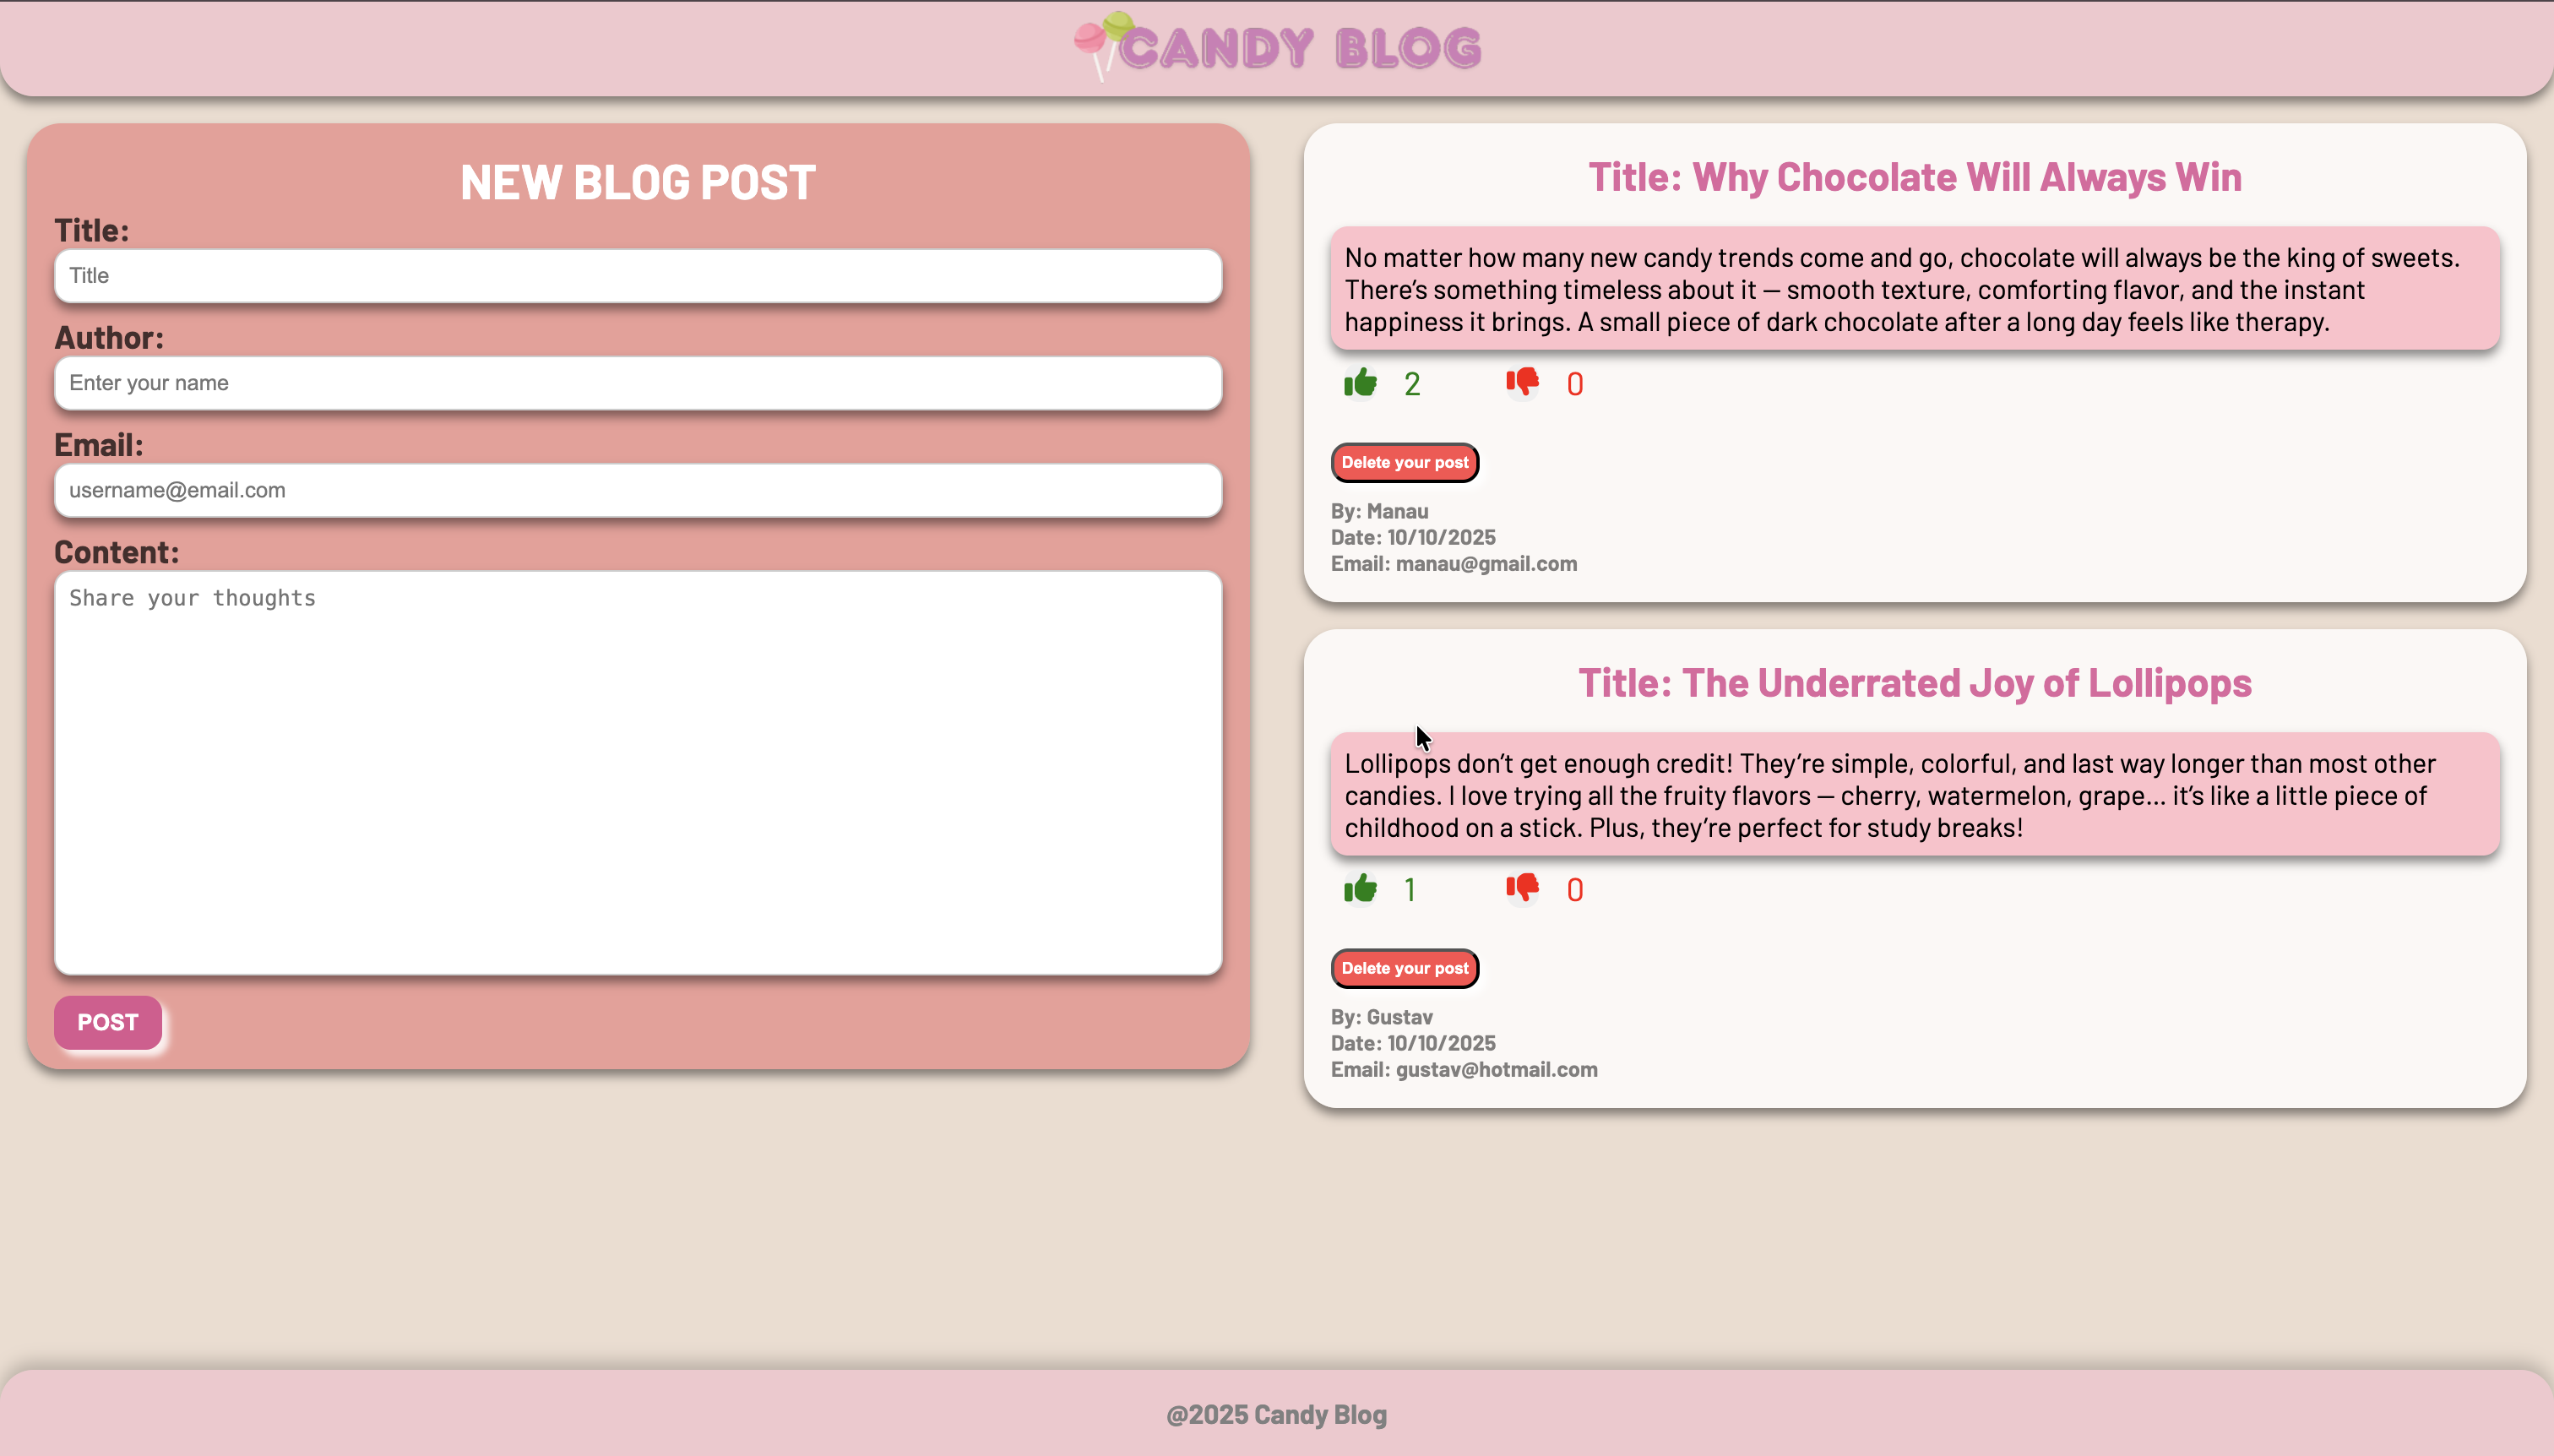 CANDY BLOG
NEW BLOG POST
Title:
Title
Author:
Enter your name
Email:
username@email.com
Content:
Share your thoughts
POST
Title: Why Chocolate Will Always Win
No matter how many new candy trends come and go, chocolate will always be the king of sweets.
There’s something timeless about it — smooth texture, comforting flavor, and the instant
happiness it brings. A small piece of dark chocolate after a long day feels like therapy.
2 0
Delete your post
By: Manau
Date: 10/10/2025
Email: manau@gmail.com
Title: The Underrated Joy of Lollipops
Lollipops don’t get enough credit! They’re simple, colorful, and last way longer than most other
candies. I love trying all the fruity flavors — cherry, watermelon, grape… it’s like a little piece of
childhood on a stick. Plus, they’re perfect for study breaks!
1 0
Delete your post
By: Gustav
Date: 10/10/2025
Email: gustav@hotmail.com
@2025 Candy Blog